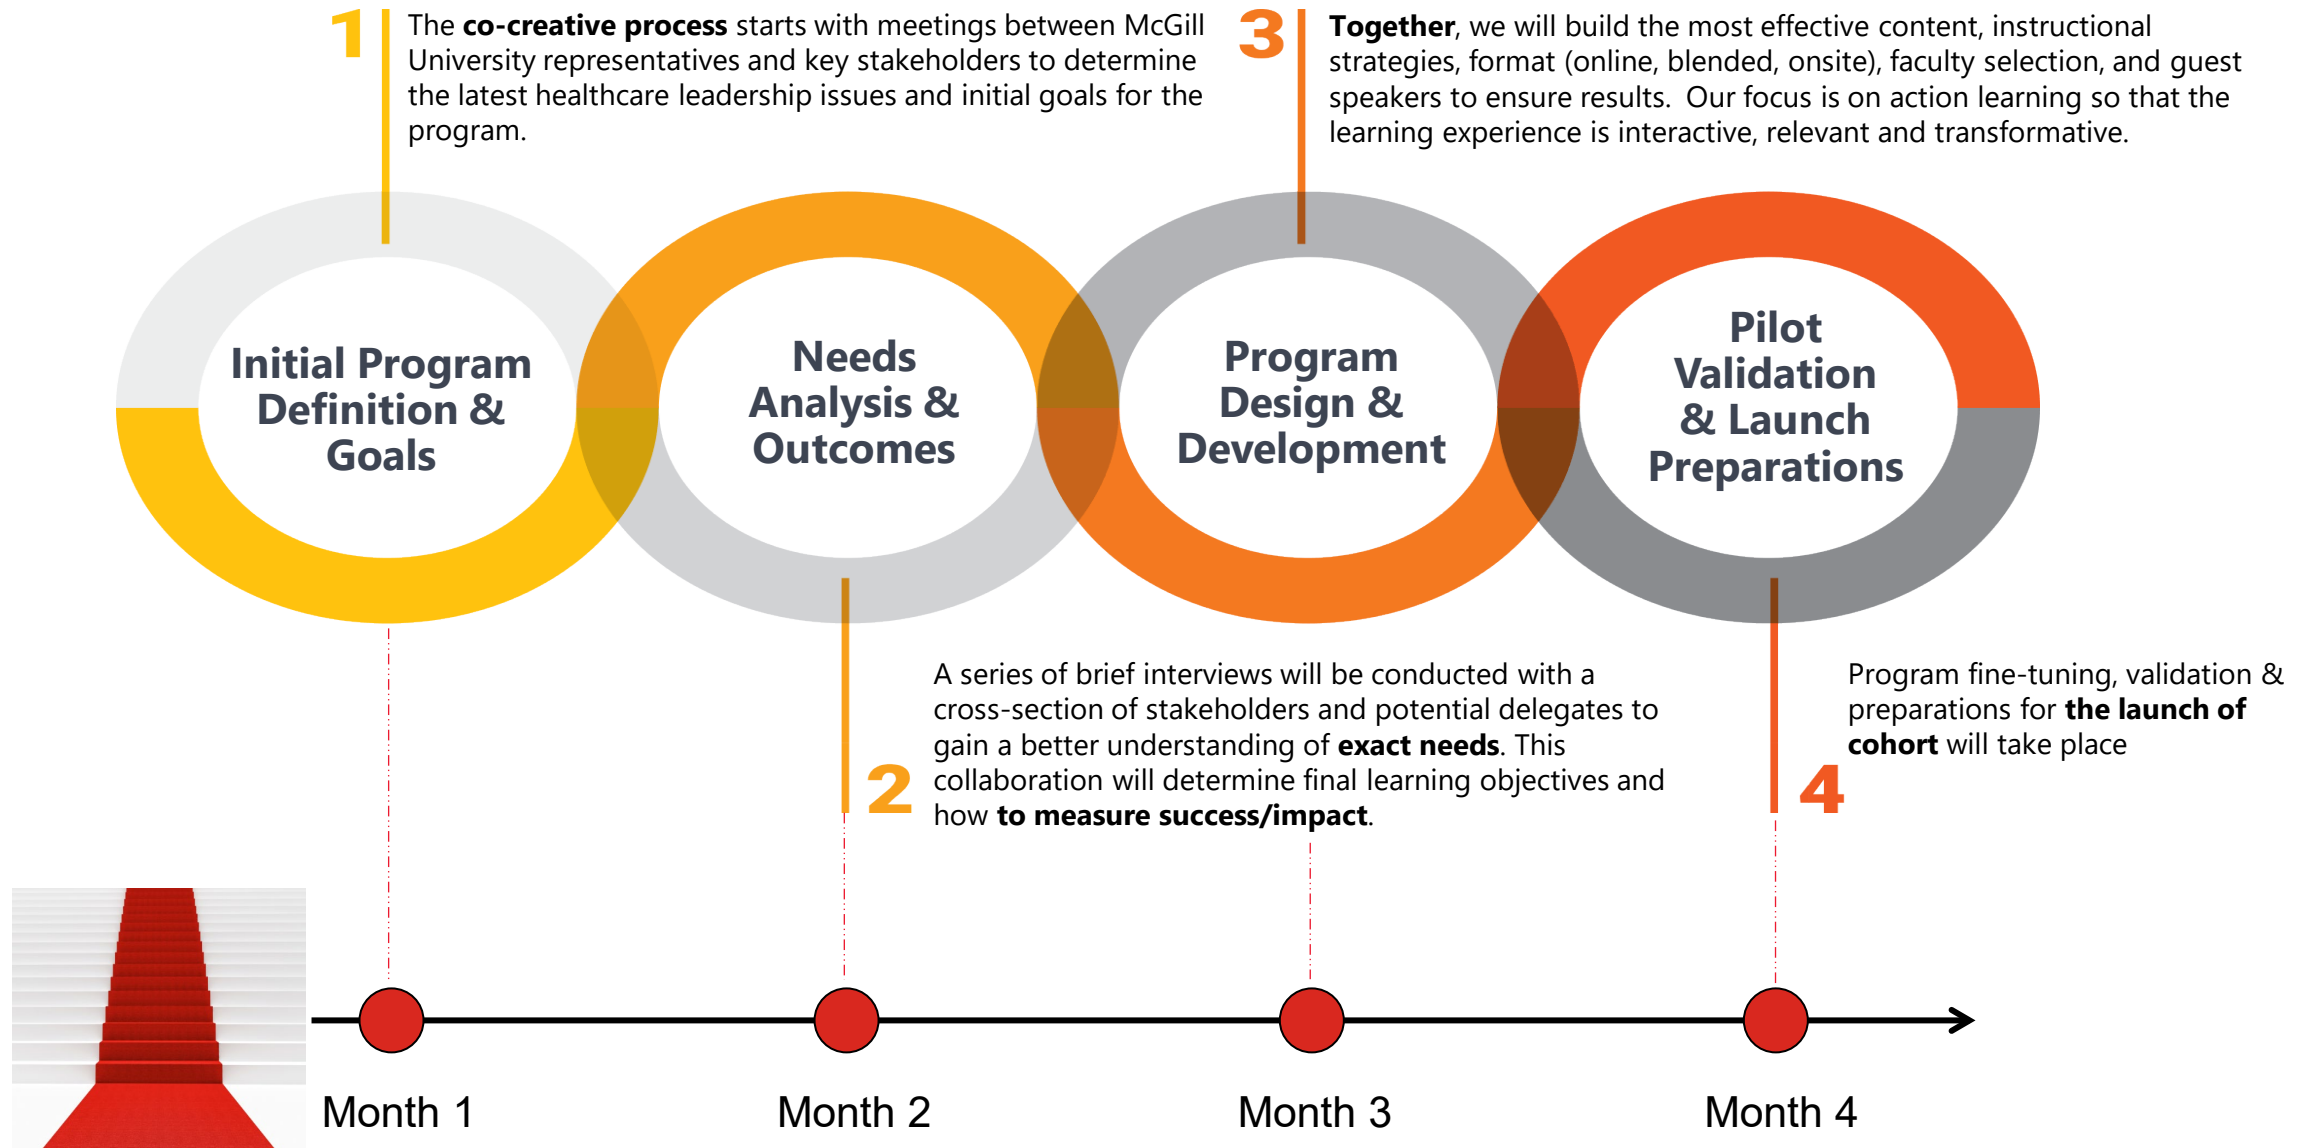 1
The co-creative process starts with meetings between McGill
University representatives and key stakeholders to determine
the latest healthcare leadership issues and initial goals for the
program.
3
Together, we will build the most effective content, instructional
strategies, format (online, blended, onsite), faculty selection, and guest
speakers to ensure results.  Our focus is on action learning so that the
learning experience is interactive, relevant and transformative.
Initial Program
Definition &
Goals
Needs
Analysis &
Outcomes
Program
Design &
Development
Pilot
Validation
& Launch
Preparations
2
A series of brief interviews will be conducted with a
cross-section of stakeholders and potential delegates to
gain a better understanding of exact needs. This
collaboration will determine final learning objectives and
how to measure success/impact.
4
Program fine-tuning, validation &
preparations for the launch of
cohort will take place
Month 1
Month 2
Month 3
Month 4